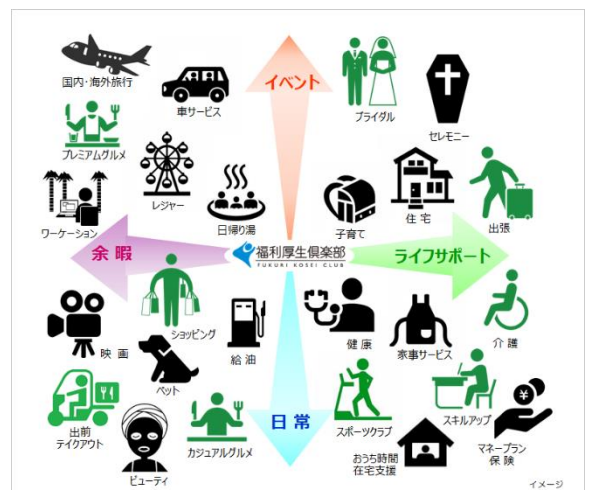 イベント
国内・海外旅行
車サービス
ブライダル
セレモニー
プレミアムグルメ
レジャー
日帰り湯
子育て
住宅
出張
ワーケーション
余暇
福利厚生倶楽部
FUKURI KOSEI CLUB
ライフサポート
映画
ショッピング
給油
健康
家事サービス
介護
ペット
出前
テイクアウト
ビューティ
カジュアルグルメ
日常
スポーツクラブ
おうち時間
在宅支援
スキルアップ
マネープラン
保険
イメージ